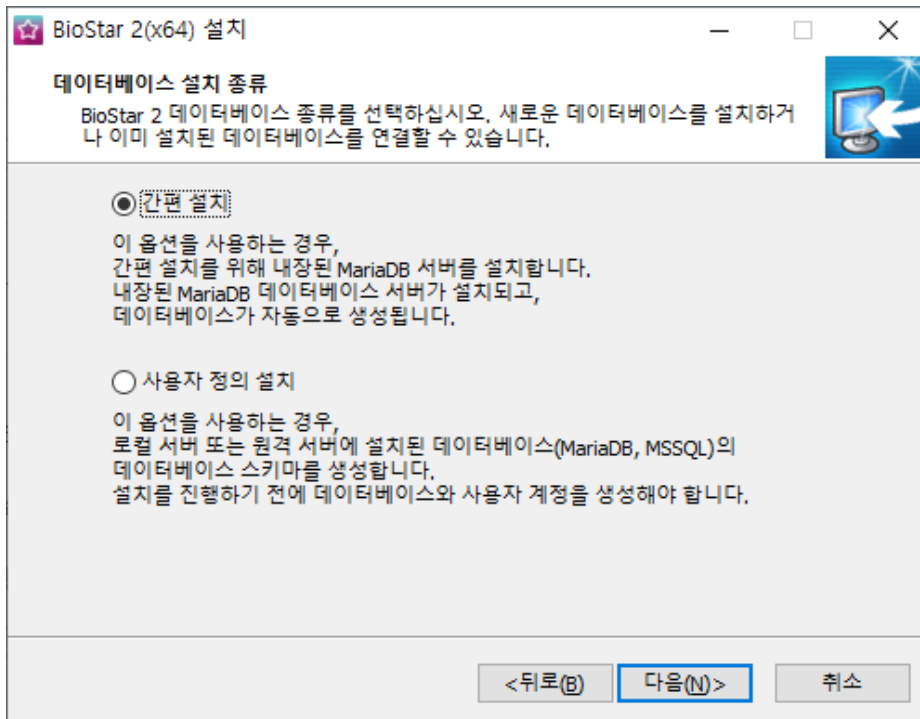 BioStar 2(x64) 설치
데이터베이스 설치 종류
BioStar 2 데이터베이스 종류를 선택하십시오. 새로운 데이터베이스를 설치하거
나 이미 설치된 데이터베이스를 연결할 수 있습니다.
간편 설치
이 옵션을 사용하는 경우,
간편 설치를 위해 내장된 MariaDB 서버를 설치합니다.
내장된 MariaDB 데이터베이스 서버가 설치되고,
데이터베이스가 자동으로 생성됩니다.
사용자 정의 설치
이 옵션을 사용하는 경우,
로컬 서버 또는 원격 서버에 설치된 데이터베이스(MariaDB, MSSQL)의
데이터베이스 스키마를 생성합니다.
설치를 진행하기 전에 데이터베이스와 사용자 계정을 생성해야 합니다.
<뒤로(B) 다음(N)> 취소